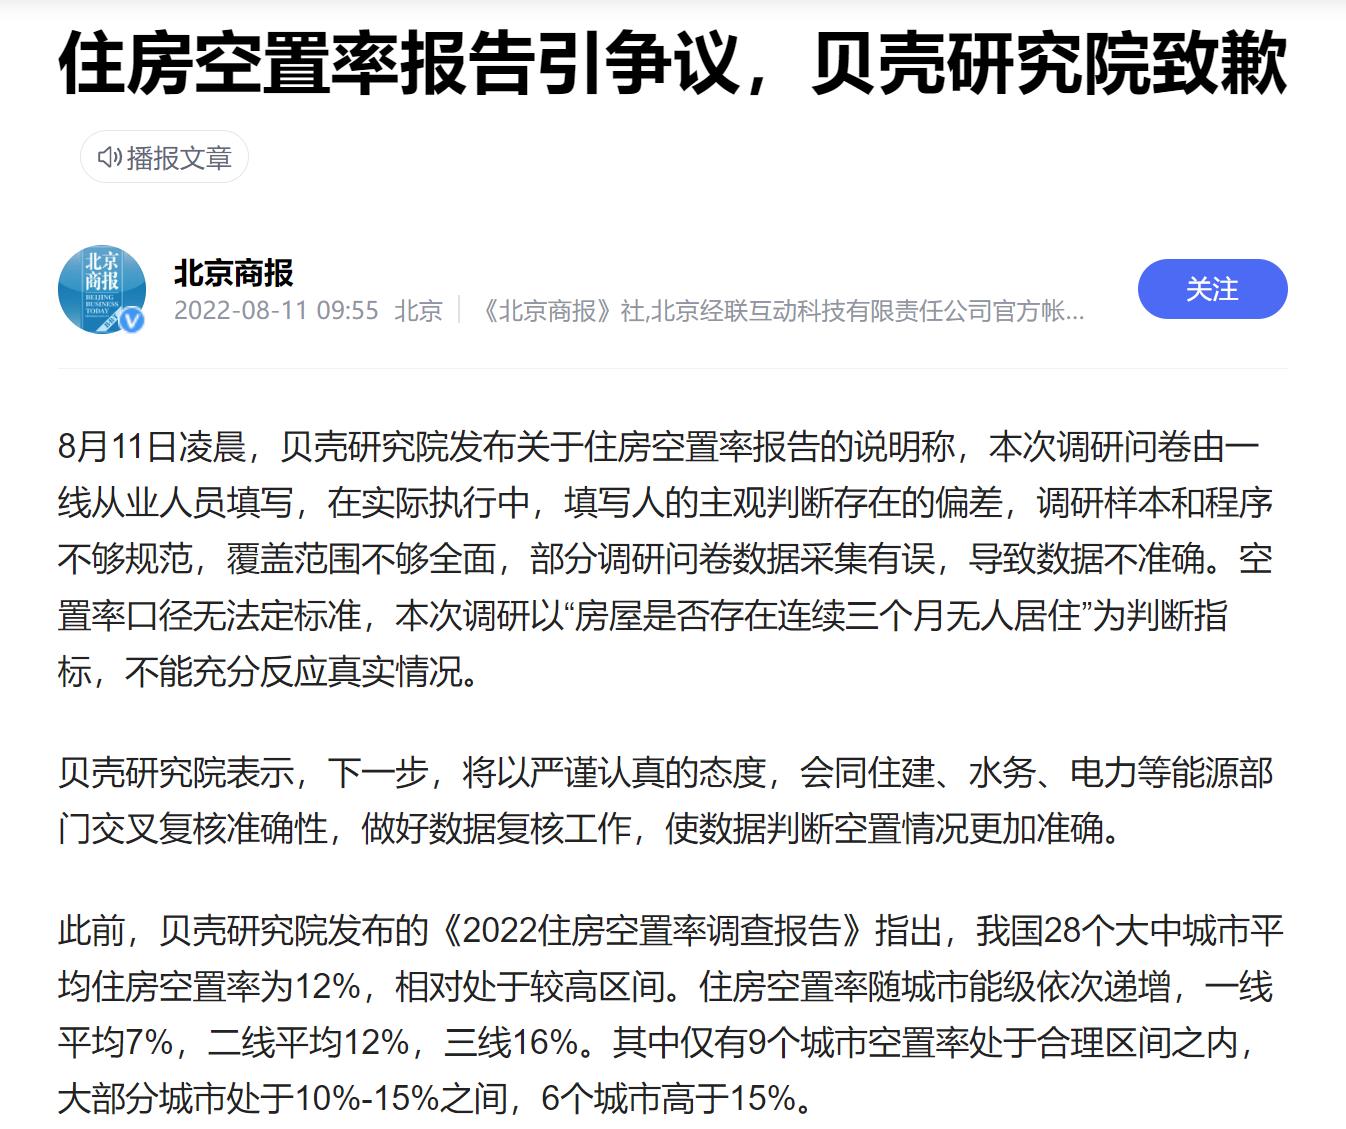 住房空置率报告引争议，贝壳研究院致歉
播报文章
北京
商报
BEIJING
BUSINESS
TODAY
北京商报
2022-08-11 09:55 北京 《北京商报》社,北京经联互动科技有限责任公司官方帐...
关注
8月11日凌晨，贝壳研究院发布关于住房空置率报告的说明称，本次调研问卷由一
线从业人员填写，在实际执行中，填写人的主观判断存在的偏差，调研样本和程序
不够规范，覆盖范围不够全面，部分调研问卷数据采集有误，导致数据不准确。空
置率口径无法定标准，本次调研以“房屋是否存在连续三个月无人居住”为判断指
标，不能充分反应真实情况。
贝壳研究院表示，下一步，将以严谨认真的态度，会同住建、水务、电力等能源部
门交叉复核准确性，做好数据复核工作，使数据判断空置情况更加准确。
此前，贝壳研究院发布的《2022住房空置率调查报告》指出，我国28个大中城市平
均住房空置率为12%，相对处于较高区间。住房空置率随城市能级依次递增，一线
平均7%，二线平均12%，三线16%。其中仅有9个城市空置率处于合理区间之内，
大部分城市处于10%-15%之间，6个城市高于15%。